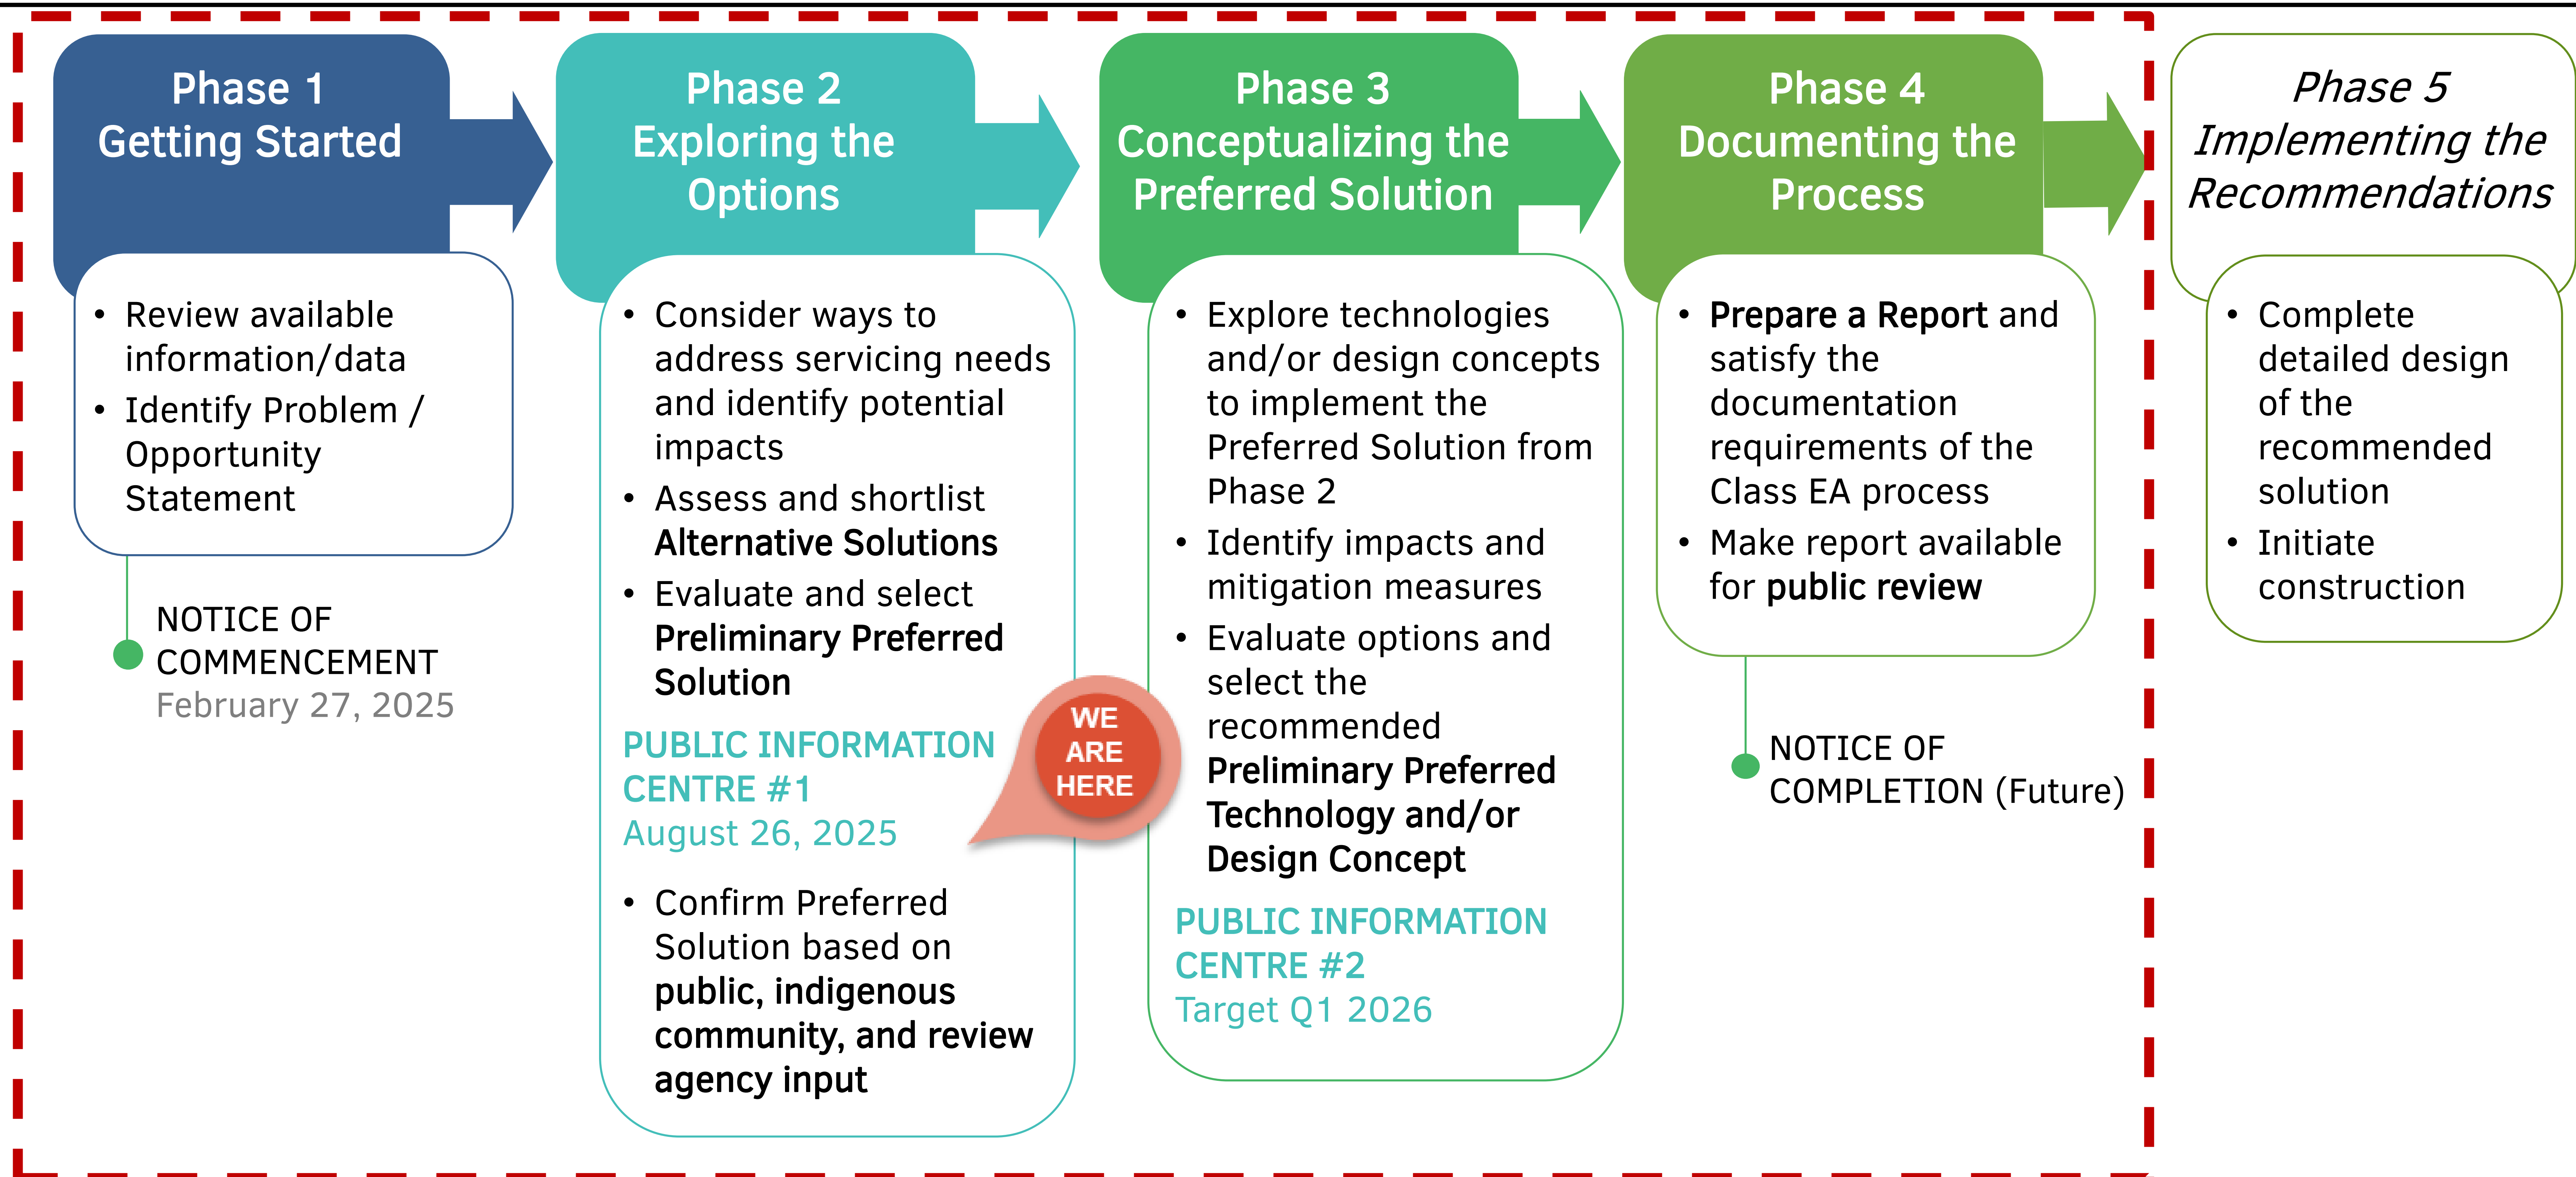 Phase 1
Getting Started
• Review available
information/data
• Identify Problem /
Opportunity
Statement
NOTICE OF
COMMENCEMENT
February 27, 2025
Phase 2
Exploring the
Options
• Consider ways to
address servicing needs
and identify potential
impacts
• Assess and shortlist
Alternative Solutions
• Evaluate and select
Preliminary Preferred
Solution
PUBLIC INFORMATION
CENTRE #1
August 26, 2025
• Confirm Preferred
Solution based on
public, indigenous
community, and review
agency input
WE
ARE
HERE
Phase 3
Conceptualizing the
Preferred Solution
• Explore technologies
and/or design concepts
to implement the
Preferred Solution from
Phase 2
• Identify impacts and
mitigation measures
• Evaluate options and
select the
recommended
Preliminary Preferred
Technology and/or
Design Concept
PUBLIC INFORMATION
CENTRE #2
Target Q1 2026
Phase 4
Documenting the
Process
• Prepare a Report and
satisfy the
documentation
requirements of the
Class EA process
• Make report available
for public review
NOTICE OF
COMPLETION (Future)
Phase 5
Implementing the
Recommendations
• Complete
detailed design
of the
recommended
solution
• Initiate
construction